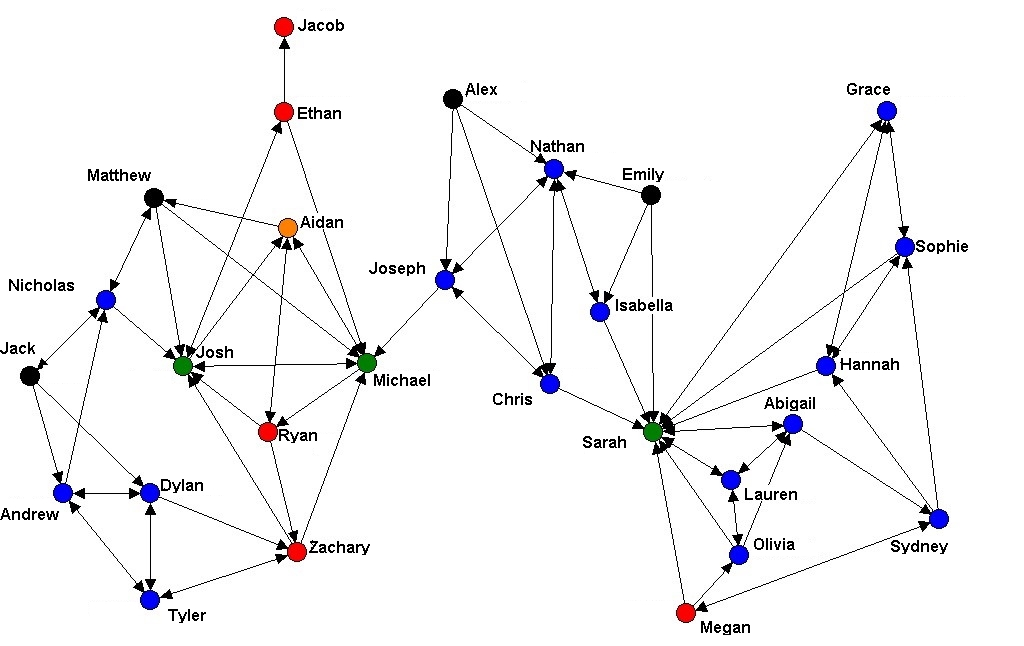 Jacob
Alex
Grace
Ethan
Nathan
Matthew
Emily
Aidan
Sophie
Joseph
Nicholas
Isabella
Jack
Josh
Hannah
Michael
Chris
Abigail
Ryan
Sarah
Dylan
Lauren
Andrew
Zachary
Olivia
Sydney
Tyler
Megan